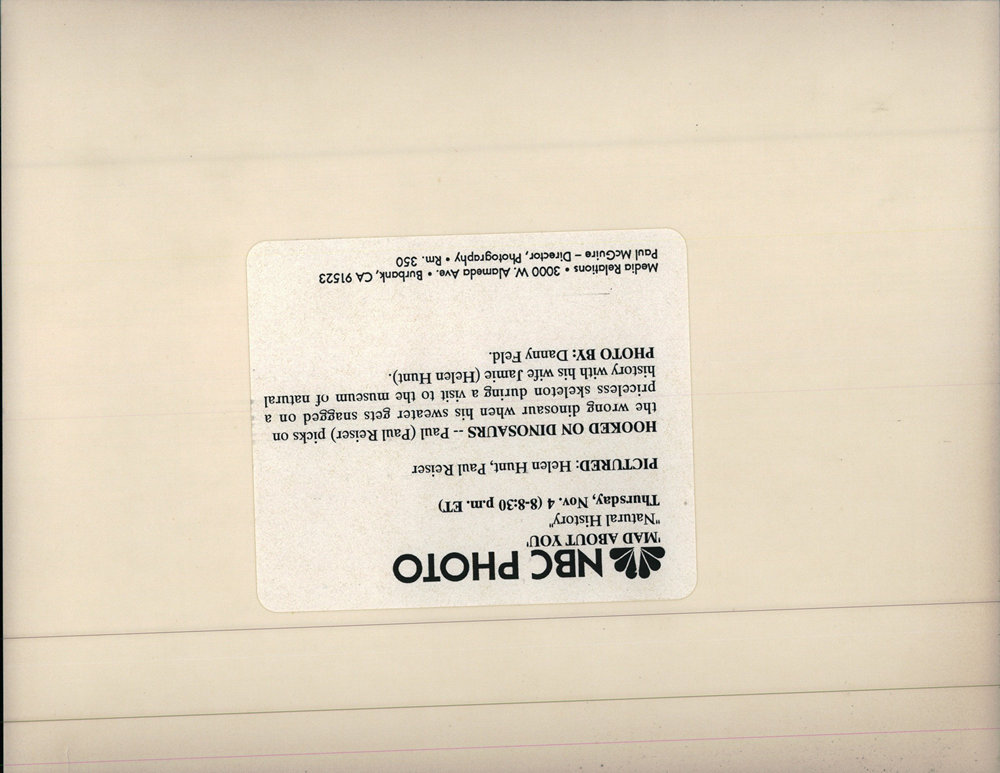 NBC PHOTO
'MAD ABOUT YOU'
"Natural History"
Thursday, Nov. 4 (8-8:30 p.m. ET)
PICTURED: Helen Hunt, Paul Reiser
HOOKED ON DINOSAURS -- Paul (Paul Reiser) picks on
the wrong dinosaur when his sweater gets snagged on a
priceless skeleton during a visit to the museum of natural
history with his wife Jamie (Helen Hunt).
PHOTO BY: Danny Feld.
Media Relations • 3000 W. Alameda Ave. • Burbank, CA 91523
Paul McGuire – Director, Photography • Rm. 350